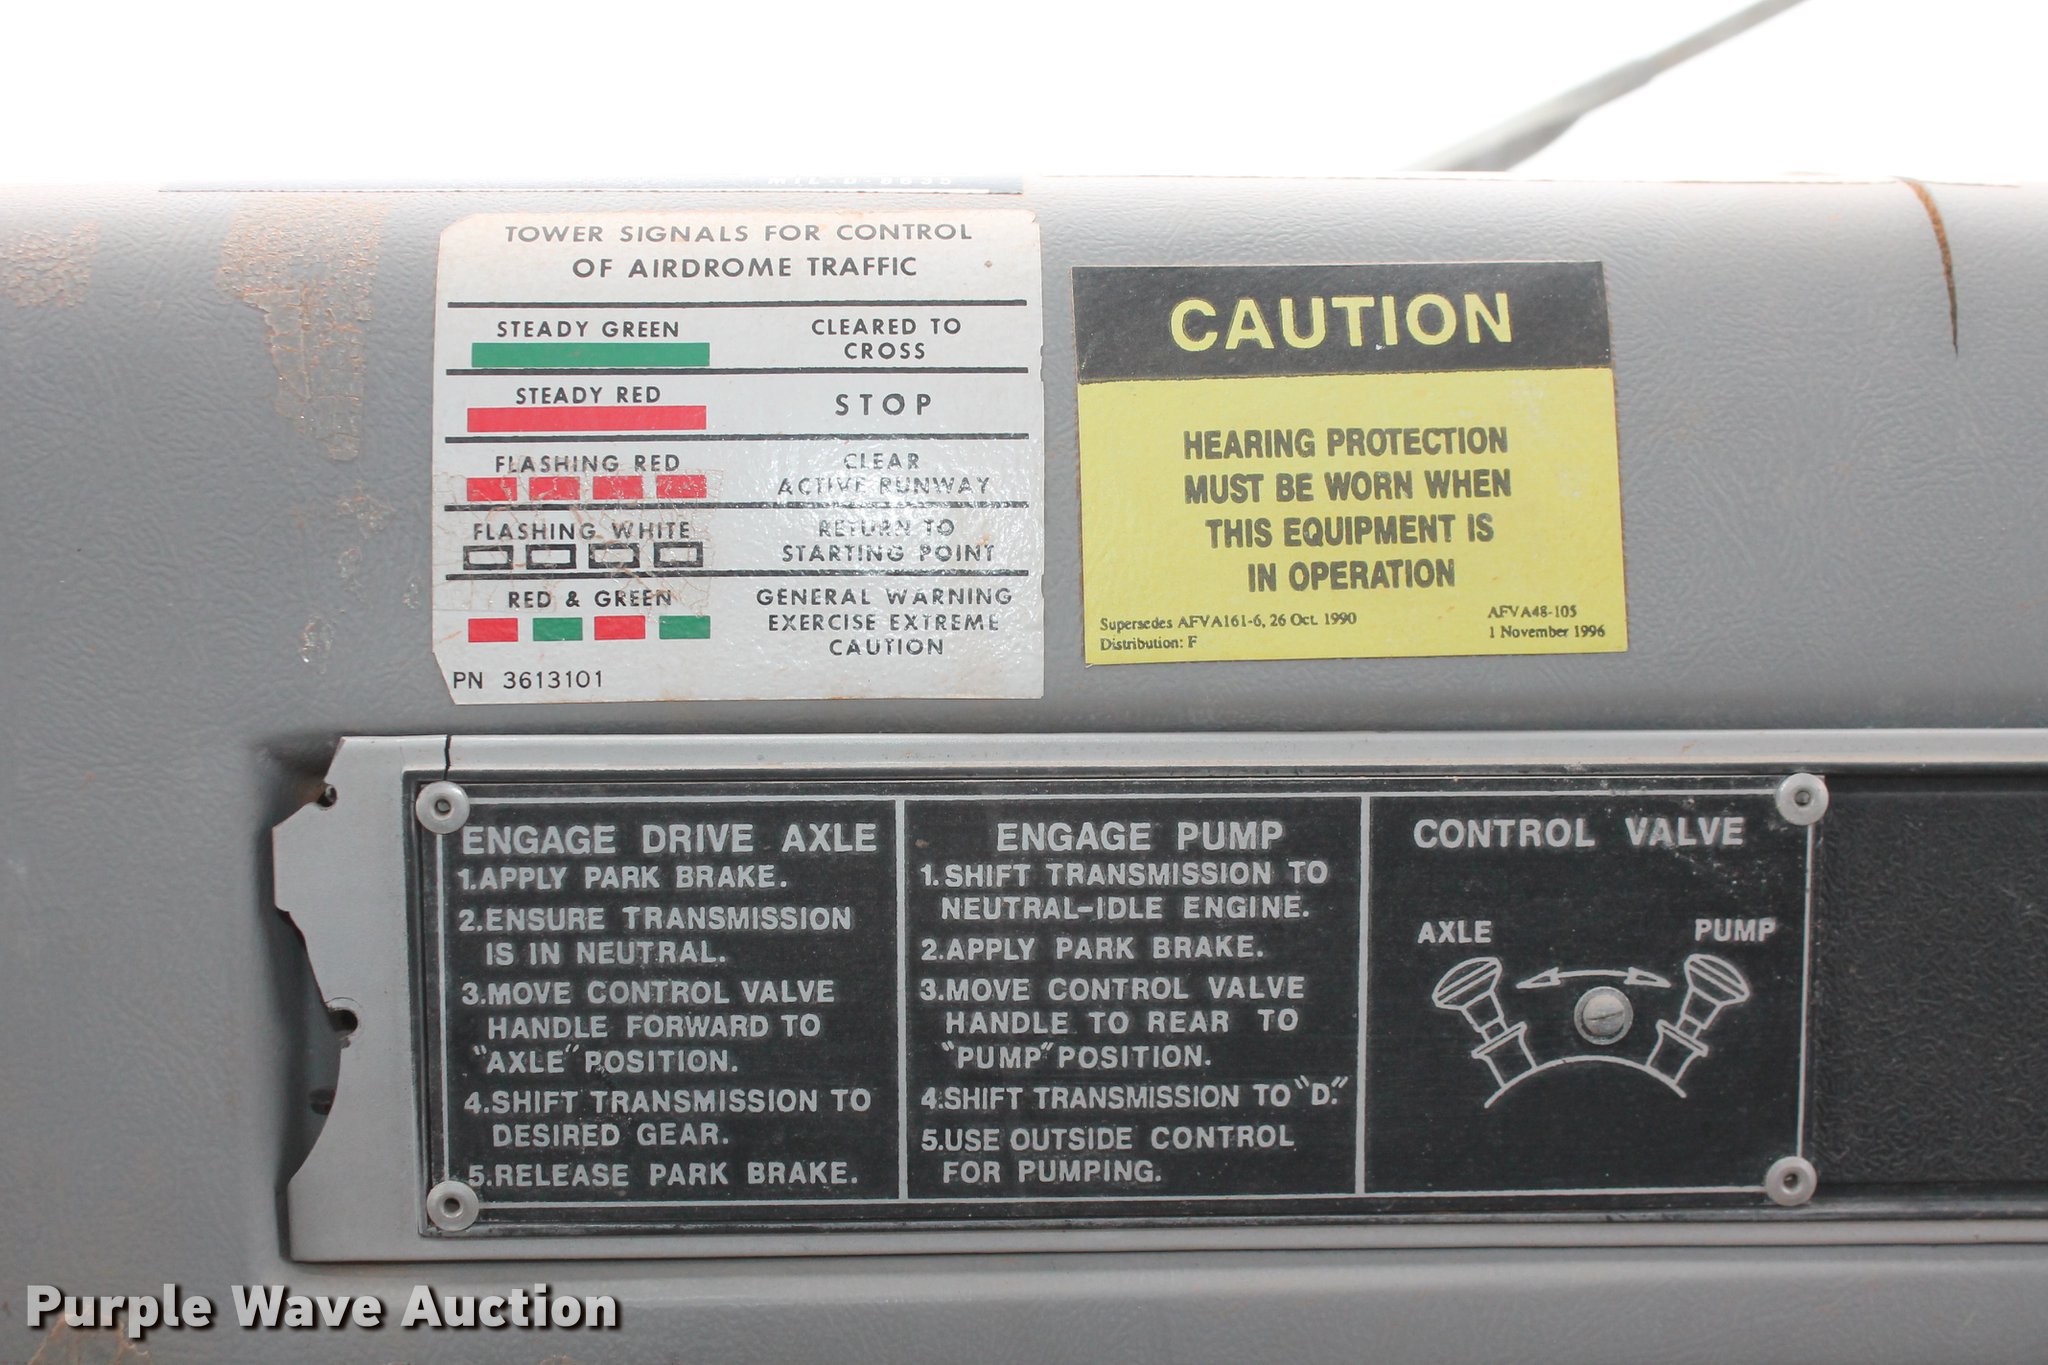 TOWER SIGNALS FOR CONTROL
OF AIRDROME TRAFFIC
STEADY GREEN
CLEARED TO
CROSS
STEADY RED
STOP
FLASHING RED
CLEAR
ACTIVE RUNWAY
FLASHING WHITE
RETURN TO
STARTING POINT
RED & GREEN
GENERAL WARNING
EXERCISE EXTREME
CAUTION
PN 3613101
CAUTION
HEARING PROTECTION
MUST BE WORN WHEN
THIS EQUIPMENT IS
IN OPERATION
Supersedes AFVA161-6, 26 Oct. 1990
Distribution: F
AFVA48-105
1 November 1996
ENGAGE DRIVE AXLE
1.APPLY PARK BRAKE.
2.ENSURE TRANSMISSION
IS IN NEUTRAL.
3.MOVE CONTROL VALVE
HANDLE FORWARD TO
"AXLE" POSITION.
4.SHIFT TRANSMISSION TO
DESIRED GEAR.
5.RELEASE PARK BRAKE.
ENGAGE PUMP
1.SHIFT TRANSMISSION TO
NEUTRAL-IDLE ENGINE.
2.APPLY PARK BRAKE.
3.MOVE CONTROL VALVE
HANDLE TO REAR TO
"PUMP" POSITION.
4.SHIFT TRANSMISSION TO "D."
5.USE OUTSIDE CONTROL
FOR PUMPING.
CONTROL VALVE
AXLE
PUMP
Purple Wave Auction